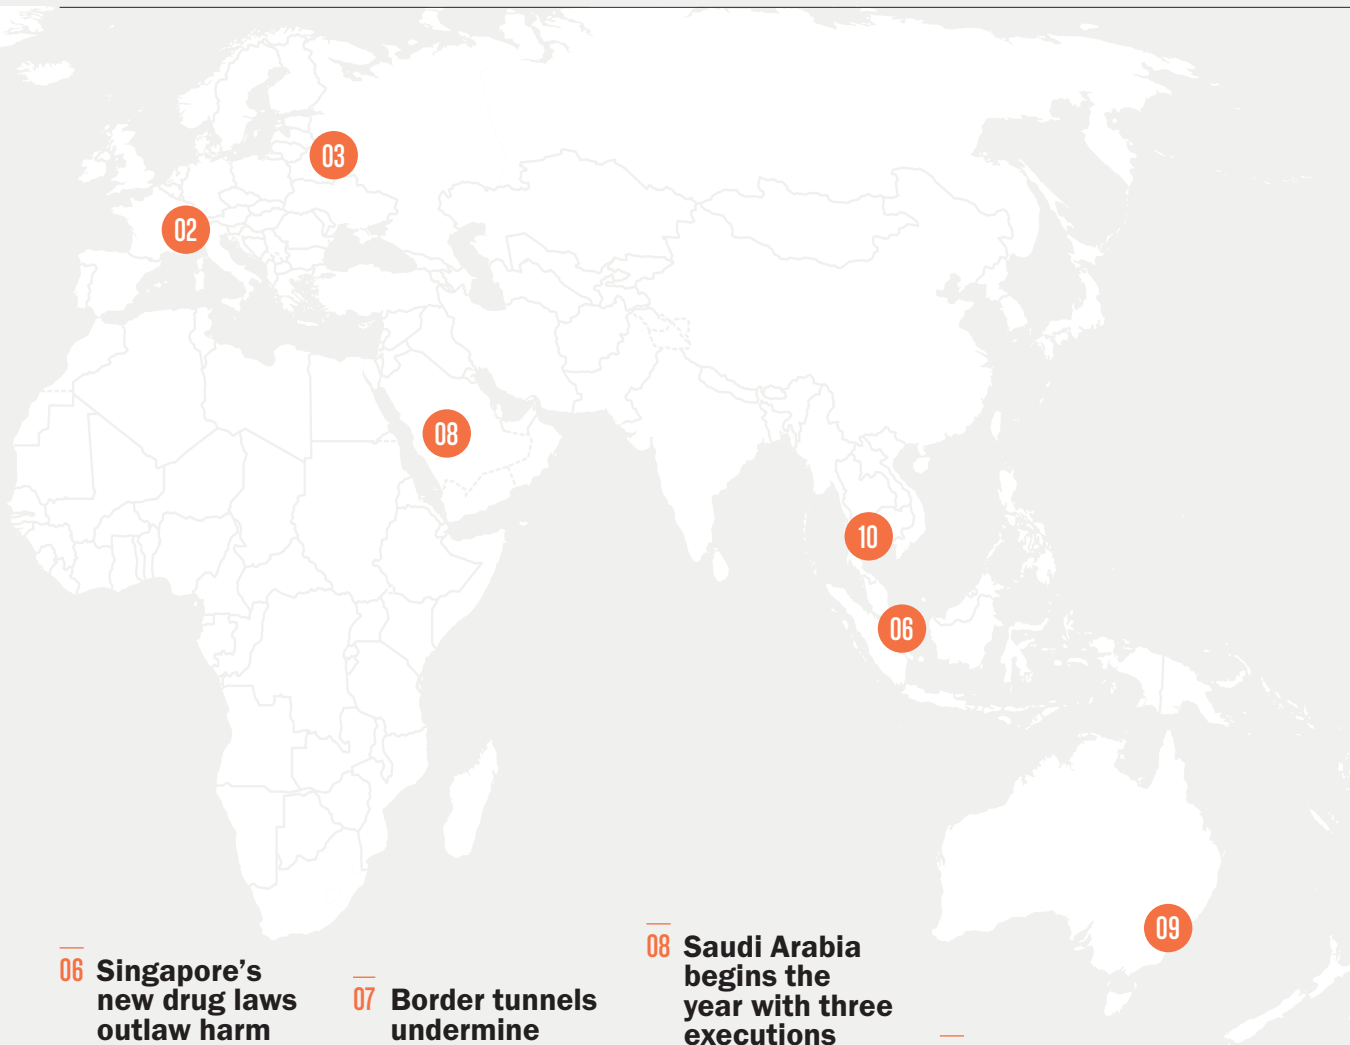 03
02
08
10
06
09
06 Singapore's
new drug laws
outlaw harm
07 Border tunnels
undermine
08 Saudi Arabia
begins the
year with three
executions